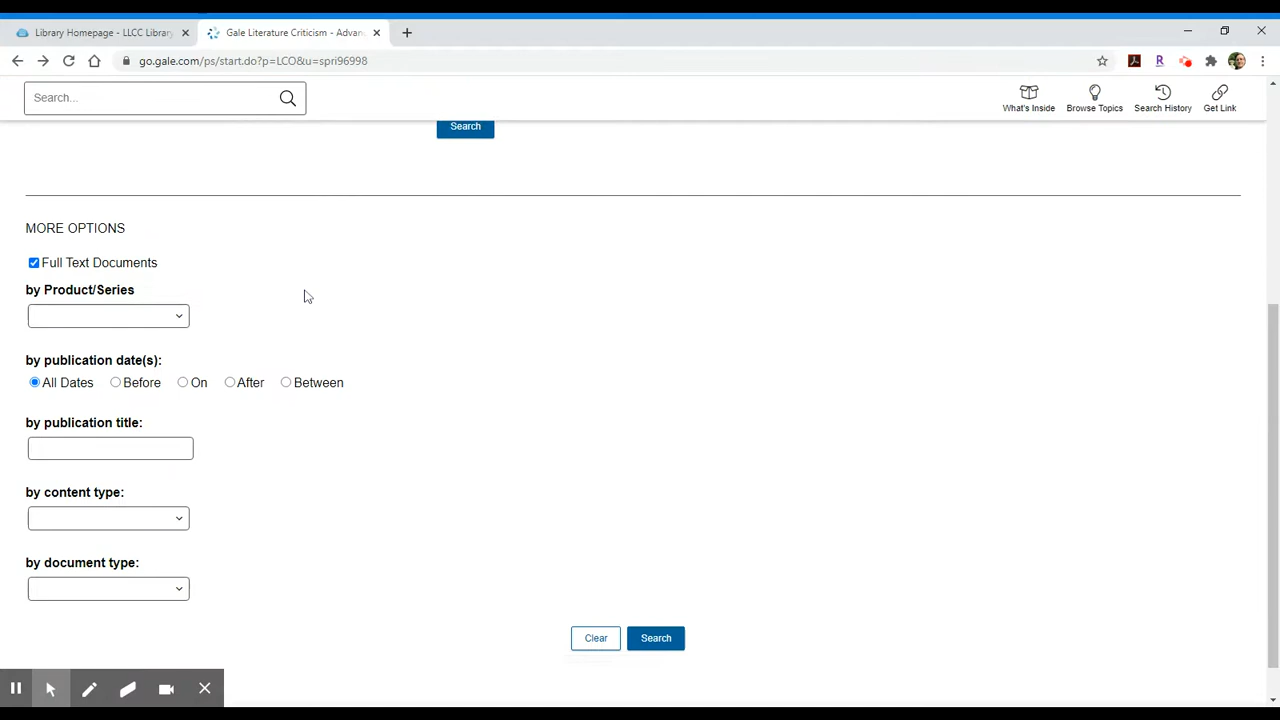 Library Homepage - LLCC Library
Gale Literature Criticism - Advan
go.gale.com/ps/start.do?p=LCO&u=spri96998
Search...
What's Inside
Browse Topics
Search History
Get Link
Search
MORE OPTIONS
Full Text Documents
by Product/Series
by publication date(s):
All Dates Before On After Between
by publication title:
by content type:
by document type:
Clear Search